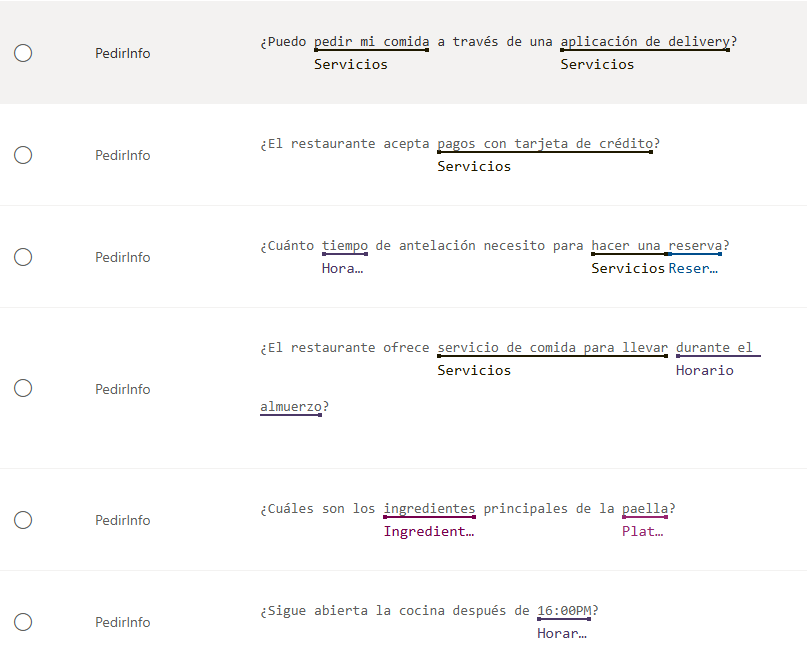 ¿Puedo pedir mi comida a través de una aplicación de delivery?
PedirInfo
Servicios Servicios
¿El restaurante acepta pagos con tarjeta de crédito?
PedirInfo
Servicios
¿Cuánto tiempo de antelación necesito para hacer una reserva?
PedirInfo
Hora… Servicios Reser…
¿El restaurante ofrece servicio de comida para llevar durante el
Servicios Horario
PedirInfo
almuerzo?
¿Cuáles son los ingredientes principales de la paella?
PedirInfo
Ingredient… Plat…
¿Sigue abierta la cocina después de 16:00PM?
PedirInfo
Horar…